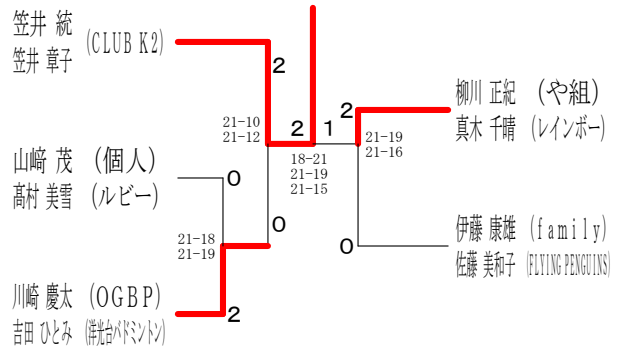 笠井 統
笠井 章子
(CLUB K2)
2
21-10
21-12
2
1
18-21
21-19
21-15
山﨑 茂 (個人)
髙村 美雪 (ルビー)
0
0
21-18
21-19
川崎 慶太 (OGBP)
吉田 ひとみ (洋光台バドミントン)
2
柳川 正紀 (や組)
真木 千晴 (レインボー)
2
21-19
21-16
伊藤 康雄 (family)
佐藤 美和子 (FLYING PENGUINS)
0